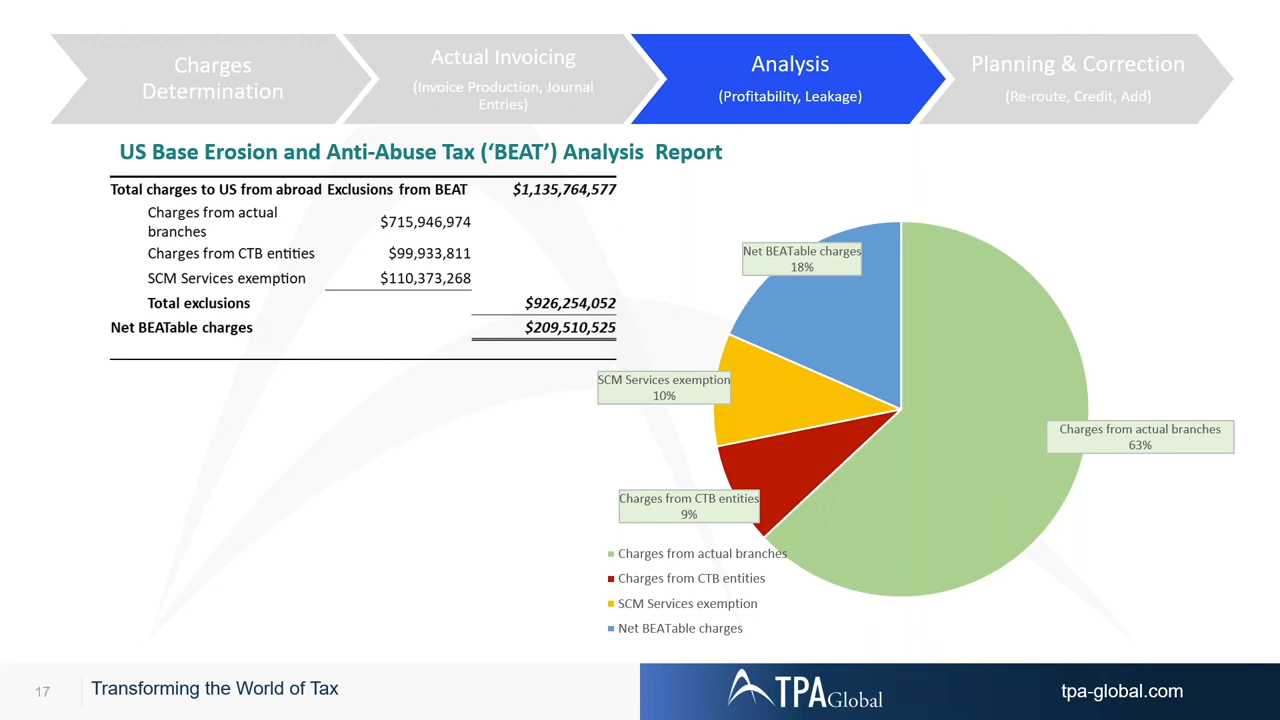 Charges
Determination
Actual Invoicing
(Invoice Production, Journal
Entries)
Analysis
(Profitability, Leakage)
Planning & Correction
(Re-route, Credit, Add)
US Base Erosion and Anti-Abuse Tax (‘BEAT’) Analysis Report
Total charges to US from abroad Exclusions from BEAT $1,135,764,577
Charges from actual
branches $715,946,974
Charges from CTB entities $99,933,811
SCM Services exemption $110,373,268
Total exclusions $926,254,052
Net BEATable charges $209,510,525
Net BEATable charges
18%
SCM Services exemption
10%
Charges from actual branches
63%
Charges from CTB entities
9%
Charges from actual branches
Charges from CTB entities
SCM Services exemption
Net BEATable charges
17
Transforming the World of Tax
TPA Global
tpa-global.com